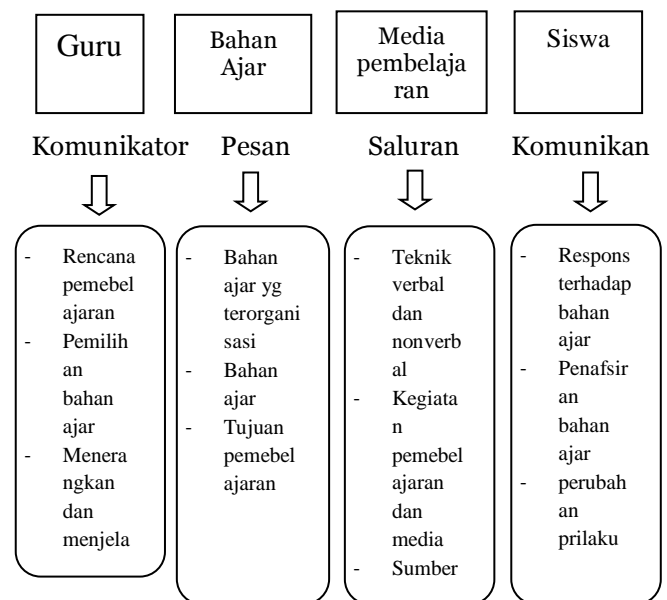 Guru
Bahan
Ajar
Media
pembelaja
ran
Siswa
Komunikator
Pesan
Saluran
Komunikan
- Rencana
pemebel
ajaran
- Pemilih
an
bahan
ajar
- Menera
ngkan
dan
menjela
- Bahan
ajar yg
terorgani
sasi
- Bahan
ajar
- Tujuan
pemebel
ajaran
- Teknik
verbal
dan
nonverb
al
- Kegiata
n
pemebel
ajaran
dan
media
- Sumber
- Respons
terhadap
bahan
ajar
- Penafsir
an
bahan
ajar
- perubah
an
prilaku